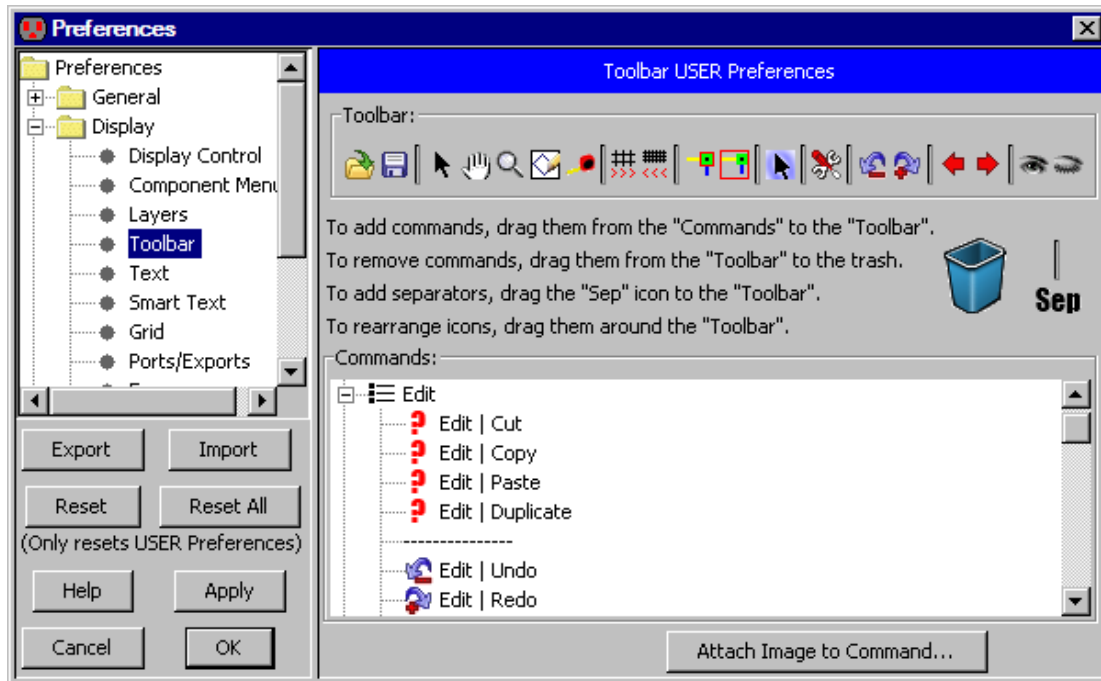 Preferences
Preferences
General
Display
Display Control
Component Menu
Layers
Toolbar
Text
Smart Text
Grid
Ports/Exports
Export
Import
Reset
Reset All
(Only resets USER Preferences)
Help
Apply
Cancel
OK
Toolbar USER Preferences
Toolbar:
To add commands, drag them from the "Commands" to the "Toolbar".
To remove commands, drag them from the "Toolbar" to the trash.
To add separators, drag the "Sep" icon to the "Toolbar".
To rearrange icons, drag them around the "Toolbar".
Sep
Commands:
Edit
Edit | Cut
Edit | Copy
Edit | Paste
Edit | Duplicate
---------------
Edit | Undo
Edit | Redo
Attach Image to Command...